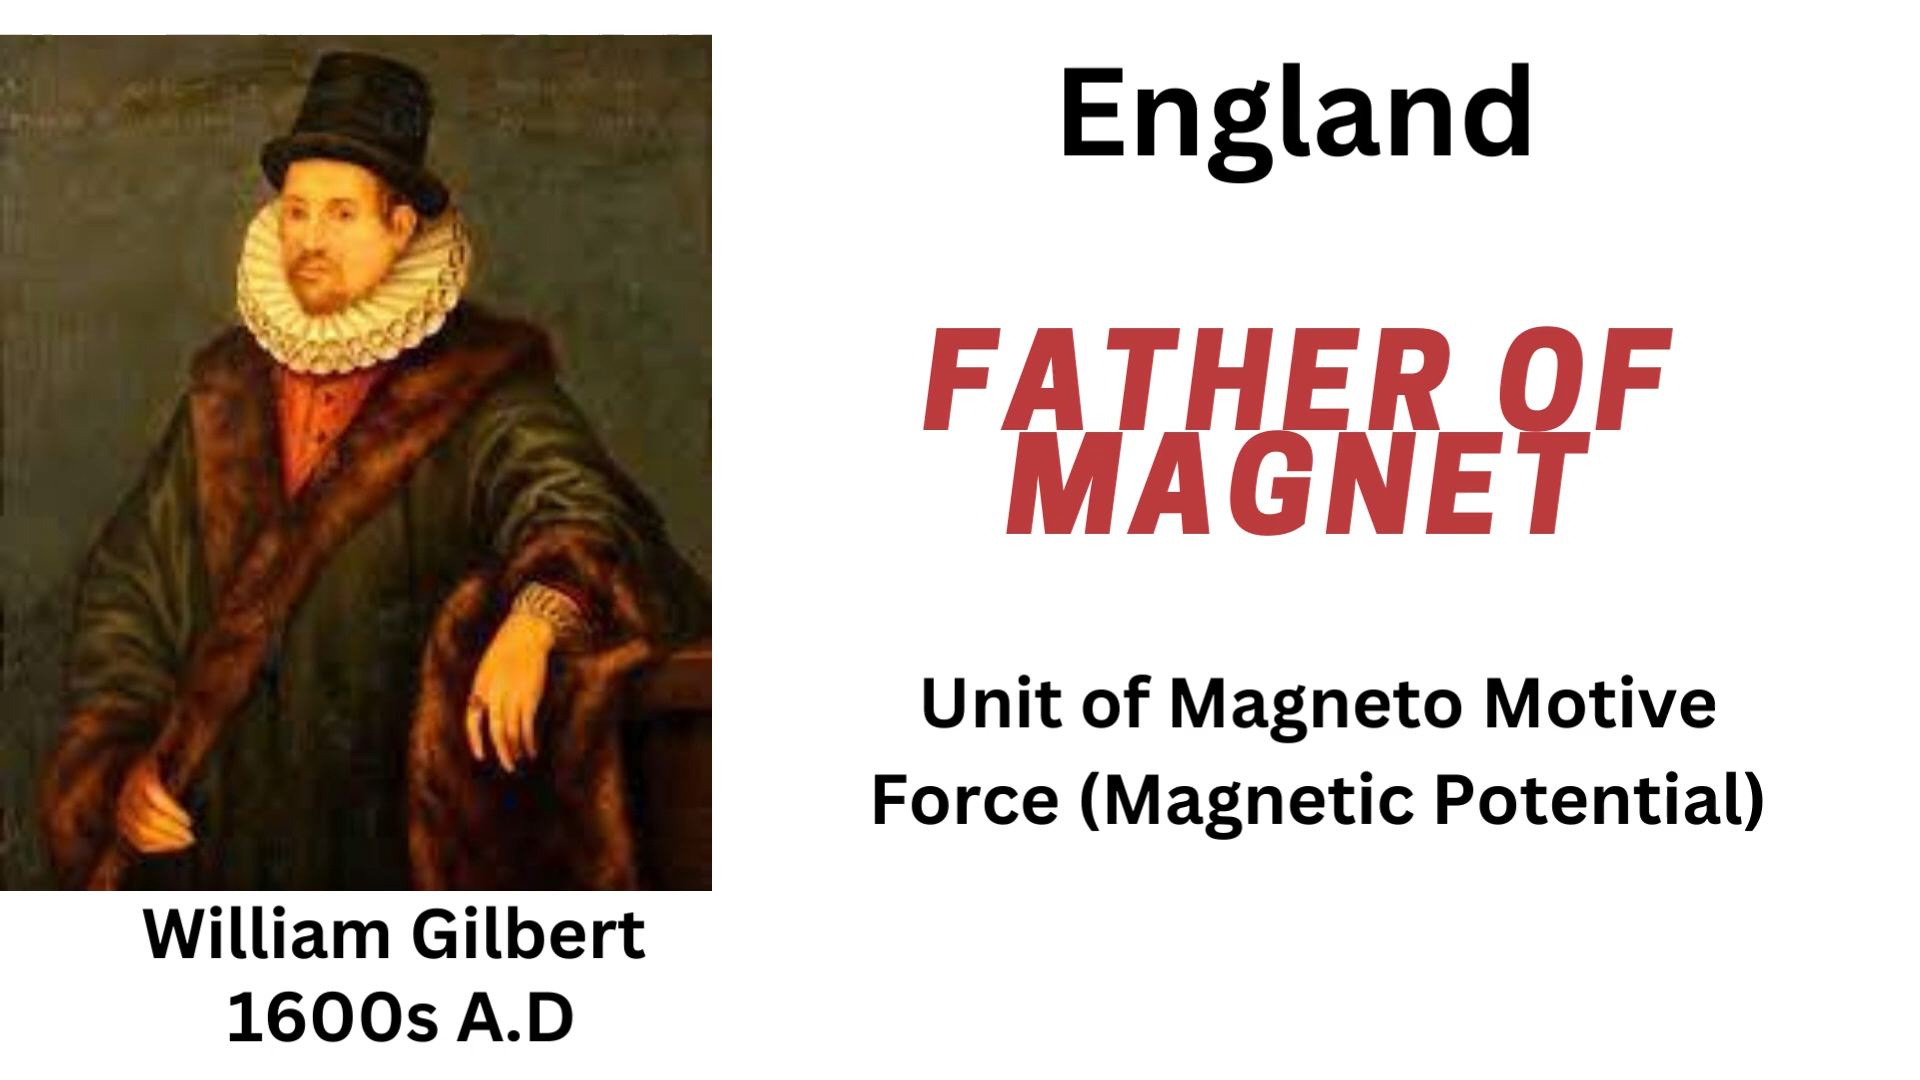 England
FATHER OF
MAGNET
Unit of Magneto Motive
Force (Magnetic Potential)
William Gilbert
1600s A.D